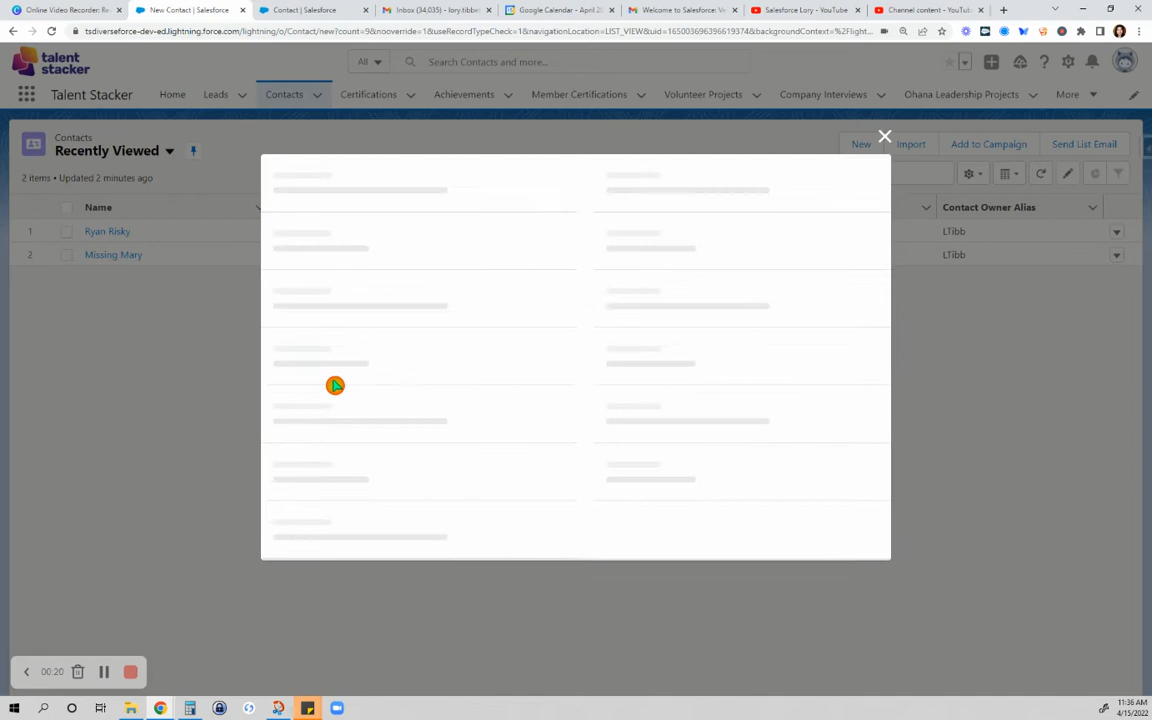 Online Video Recorder: Re
New Contact | Salesforce
Contact | Salesforce
Inbox (34,035) - lory.tibbet
Google Calendar - April 20
Welcome to Salesforce: Ve
Salesforce Lory - YouTube
Channel content - YouTub
tsdiverseforce-dev-ed.lightning.force.com/lightning/o/Contact/new?count=9&nooverride=1&useRecordTypeCheck=1&navigationLocation=LIST_VIEW&uid=165003696396619374&backgroundContext=%2Flight...
talent
stacker
All
Search Contacts and more...
Talent Stacker
Home
Leads
Contacts
Certifications
Achievements
Member Certifications
Volunteer Projects
Company Interviews
Ohana Leadership Projects
More
Contacts
Recently Viewed
New
Import
Add to Campaign
Send List Email
2 items • Updated 2 minutes ago
Name
Contact Owner Alias
1
Ryan Risky
LTibb
2
Missing Mary
LTibb
00:20
11:36 AM
4/15/2022